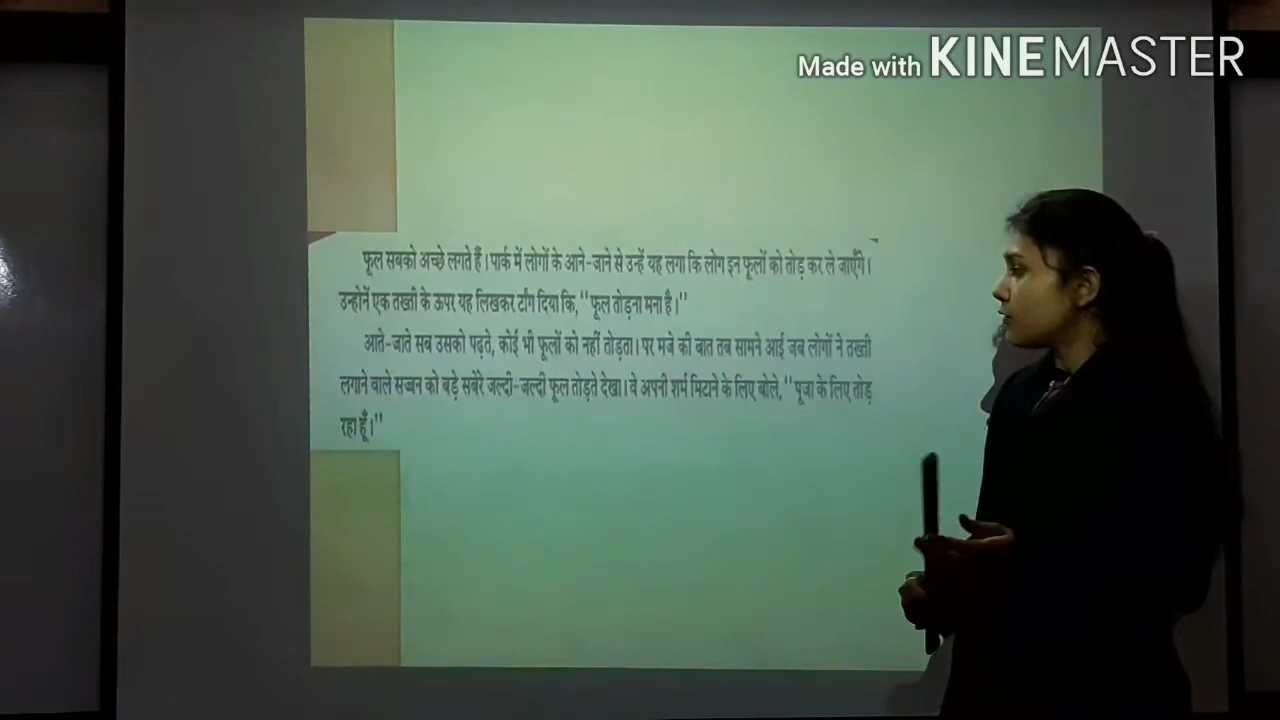 Made with KINEMASTER
फूल सबको अच्छे लगते हैं। पार्क में लोगों के आने-जाने से उन्हें यह लगा कि लोग इन फूलों को तोड़ कर ले जाएँगे।
उन्होनें एक तख्ती के ऊपर यह लिखकर टाँग दिया कि, "फूल तोड़ना मना है।"
आते-जाते सब उसको पढ़ते, कोई भी फूलों को नहीं तोड़ता। पर मजे की बात तब सामने आई जब लोगों ने तख्ती
लगाने वाले सज्जन को बड़े सबेरे जल्दी-जल्दी फूल तोड़ते देखा। वे अपनी शर्म मिटाने के लिए बोले, "पूजा के लिए तोड़
रहा हूँ।"